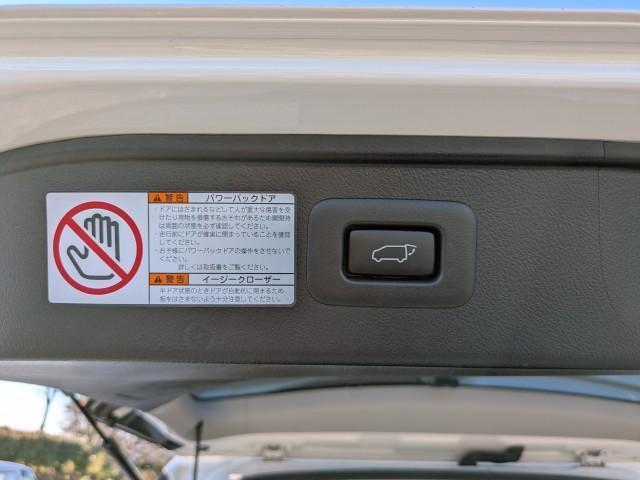 警告 パワーバックドア
・ドアにはさまれるなどして人が重大な傷害を受
けたり荷物を損傷するおそれがあるため開閉時
は周囲の状態を必ず確認してください。
・走行前にドアが確実に閉まっていることを確認
してください。
・お子様にパワーバックドアの操作をさせないで
ください。
詳しくは取扱書をご覧ください。
警告 イージークローザー
半ドア状態のときドアが自動的に閉まるため、
指をはさまないよう十分注意してください。